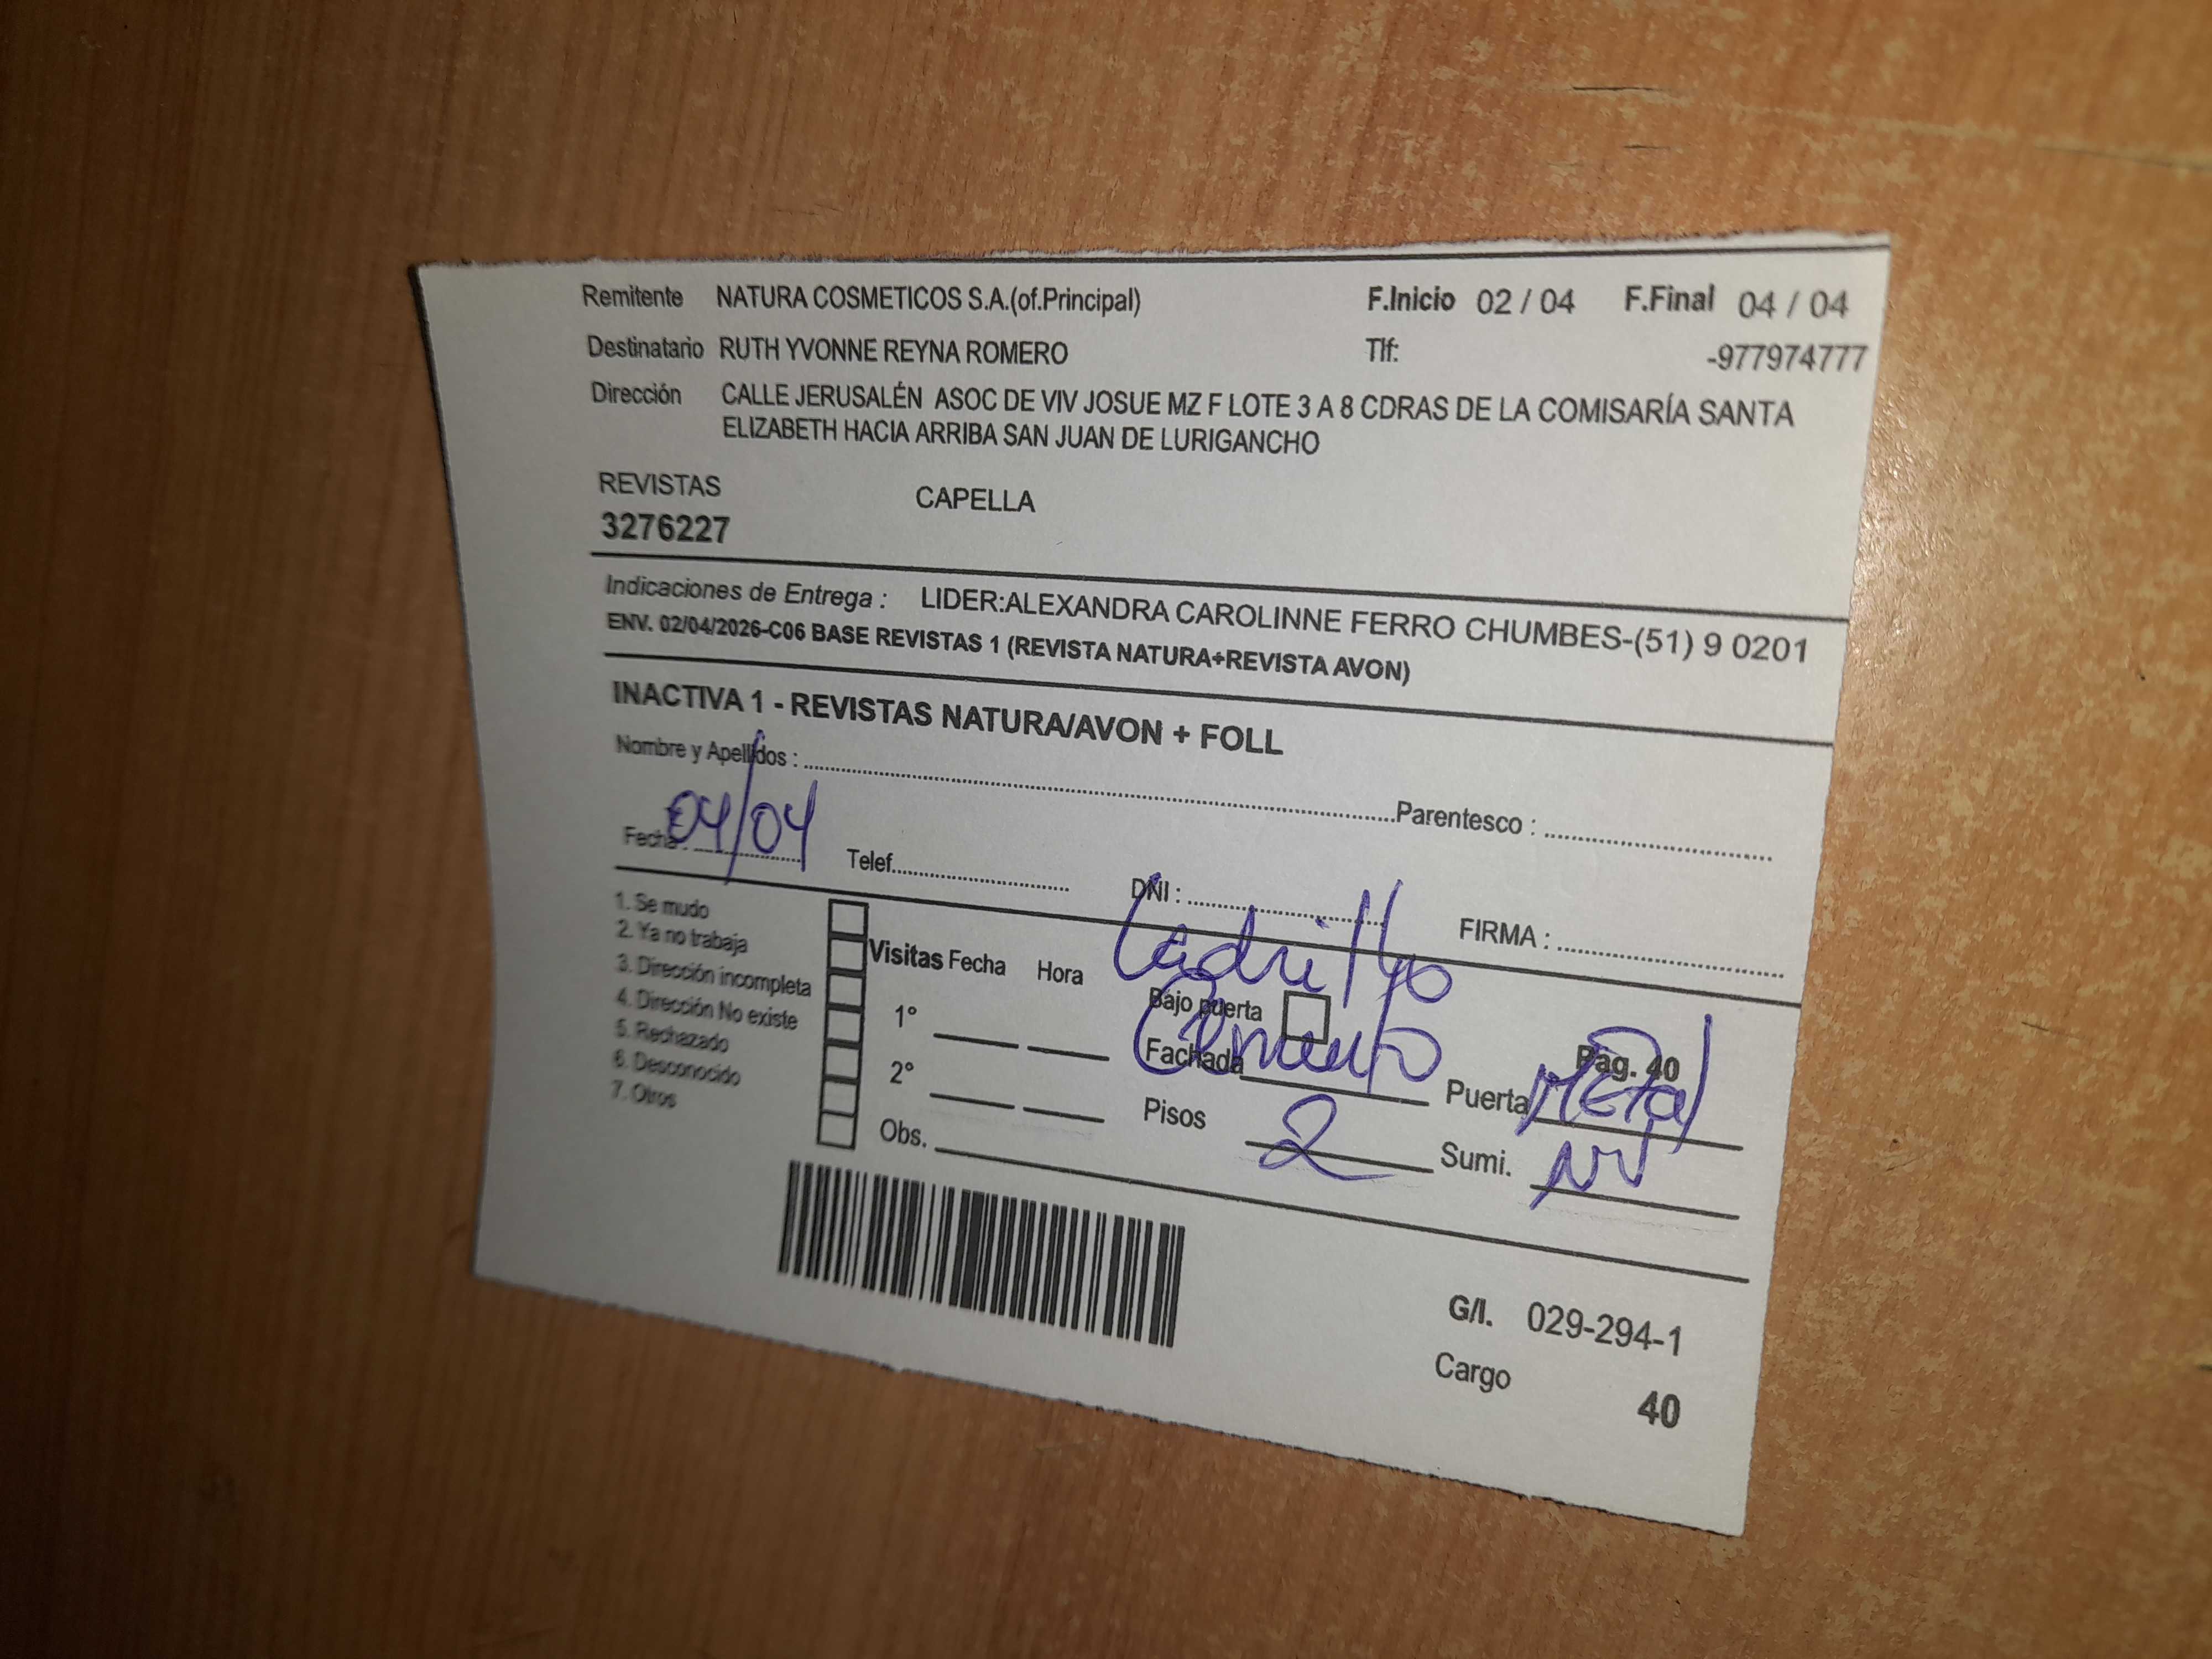 Remitente NATURA COSMETICOS S.A.(of.Principal) F.Inicio 02 / 04 F.Final 04 / 04
Destinatario RUTH YVONNE REYNA ROMERO Tlf: -977974777
Dirección CALLE JERUSALÉN ASOC DE VIV JOSUE MZ F LOTE 3 A 8 CDRAS DE LA COMISARÍA SANTA
ELIZABETH HACIA ARRIBA SAN JUAN DE LURIGANCHO
REVISTAS CAPELLA
3276227
Indicaciones de Entrega : LIDER:ALEXANDRA CAROLINNE FERRO CHUMBES-(51) 9 0201
ENV. 02/04/2026-C06 BASE REVISTAS 1 (REVISTA NATURA+REVISTA AVON)
INACTIVA 1 - REVISTAS NATURA/AVON + FOLL
Nombre y Apellidos : Parentesco :
Fecha : 04/04 Telef. DNI : FIRMA :
1. Se mudo
2. Ya no trabaja
3. Dirección incompleta
4. Dirección No existe
5. Rechazado
6. Desconocido
7. Otros
Visitas Fecha Hora Ladrillo
1° Bajo puerta Pag. 40
2° Fachada Cemento Puerta Metal
Obs. Pisos 2 Sumi.
G/I. 029-294-1
Cargo 40